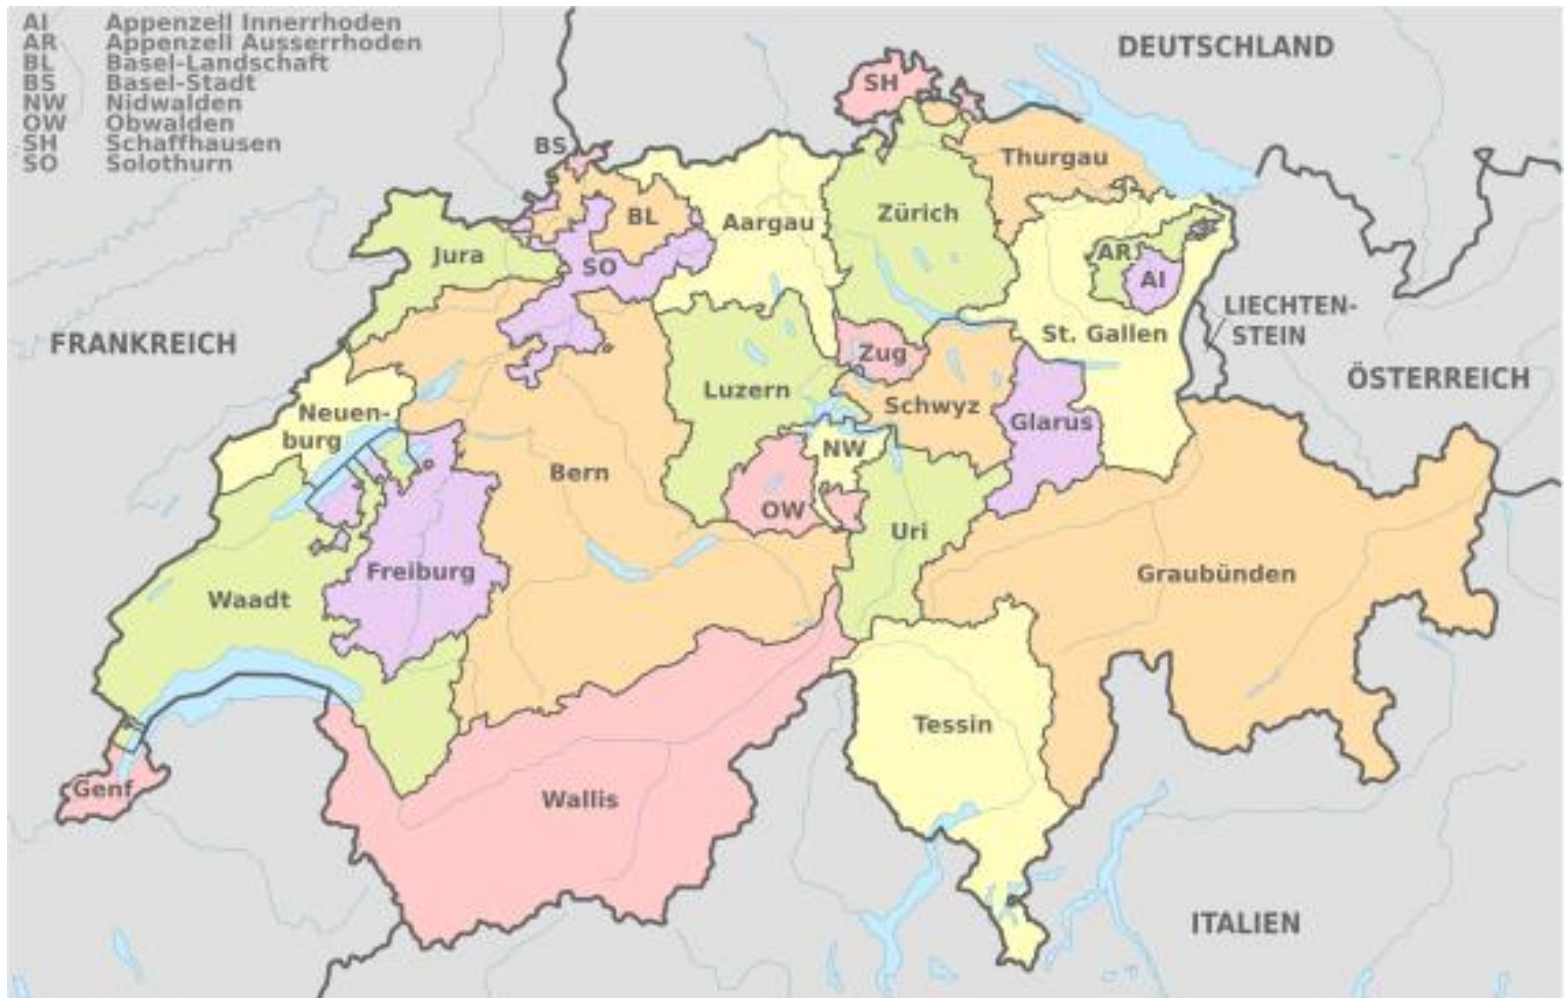 AI Appenzell Innerrhoden
AR Appenzell Ausserrhoden
BL Basel-Landschaft
BS Basel-Stadt
NW Nidwalden
OW Obwalden
SH Schaffhausen
SO Solothurn
DEUTSCHLAND
SH
BS
Thurgau
BL
Aargau
Zürich
Jura
SO
AR
AI
LIECHTEN-
STEIN
FRANKREICH
St. Gallen
Zug
ÖSTERREICH
Luzern
Schwyz
Neuen-
burg
Glarus
NW
Bern
OW
Uri
Freiburg
Graubünden
Waadt
Tessin
Genf
Wallis
ITALIEN